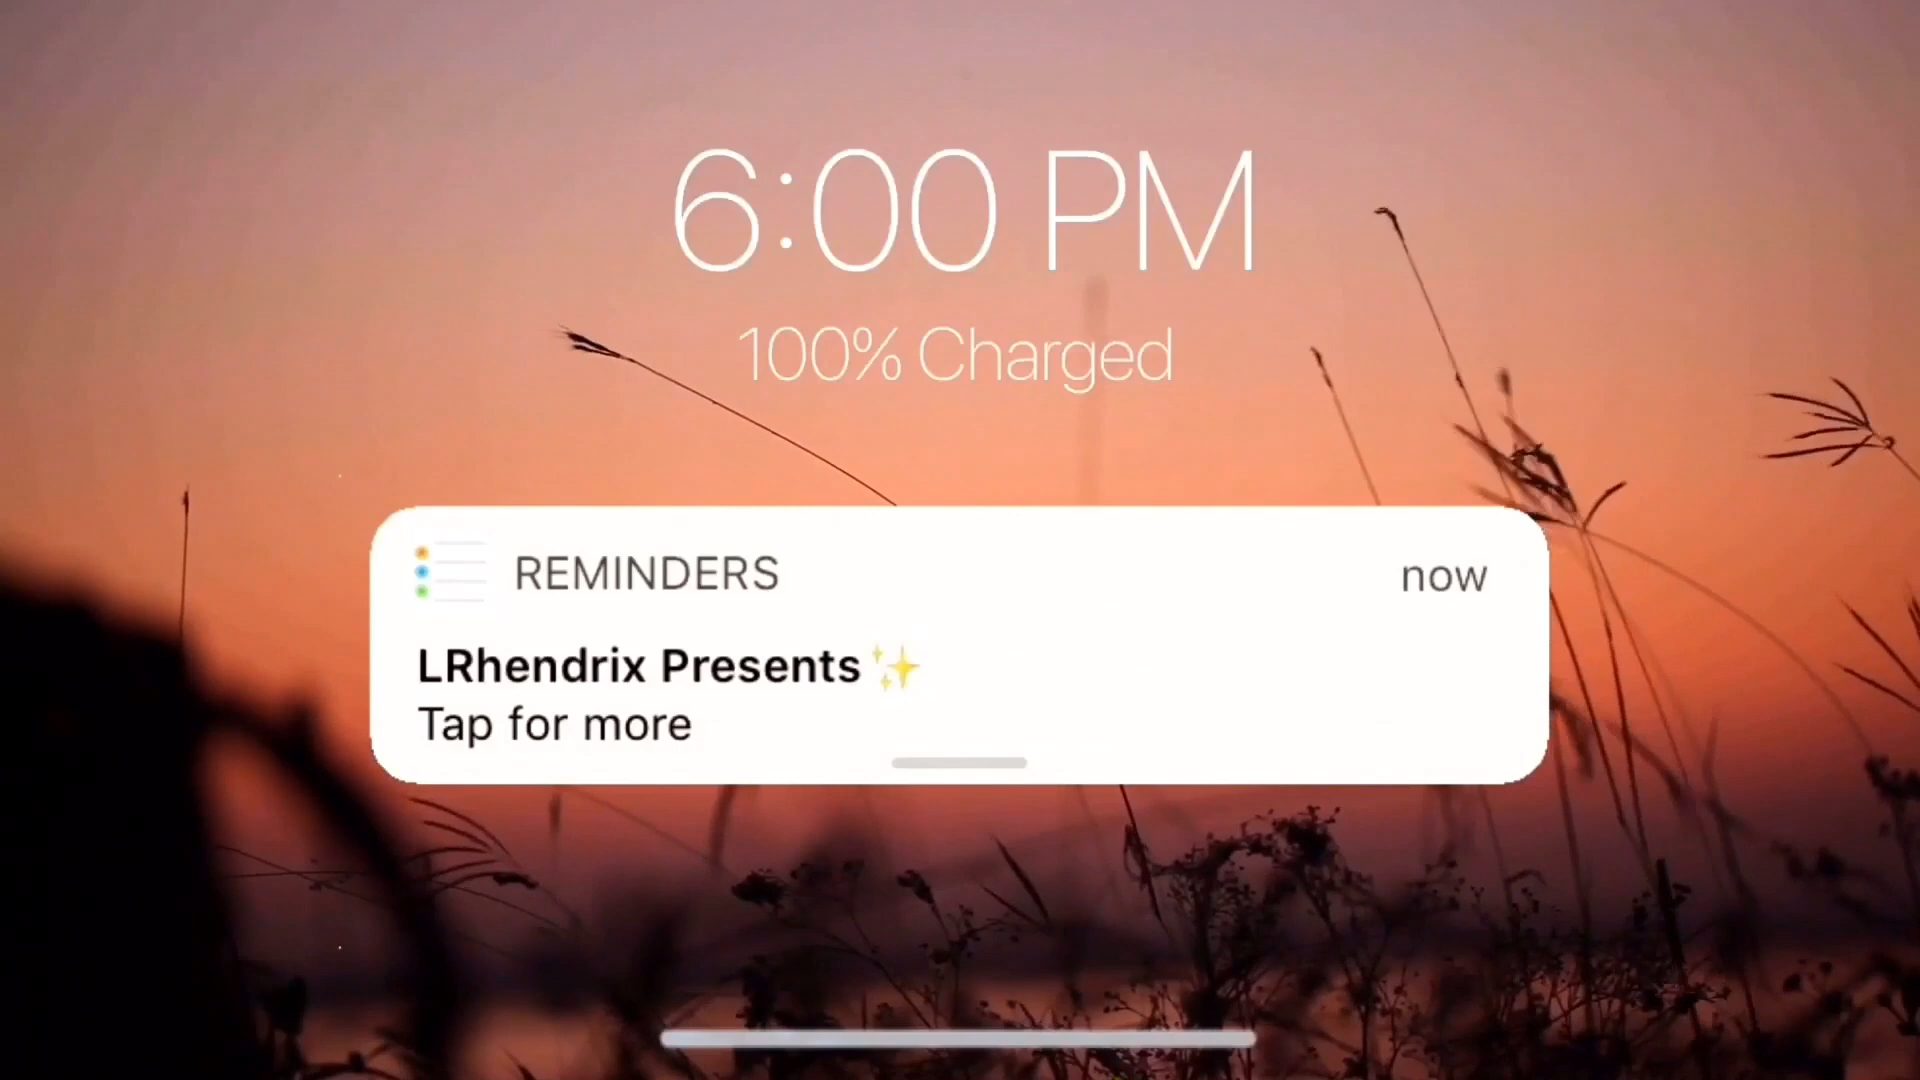 6:00 PM
100% Charged
REMINDERS now
LRhendrix Presents ✨
Tap for more